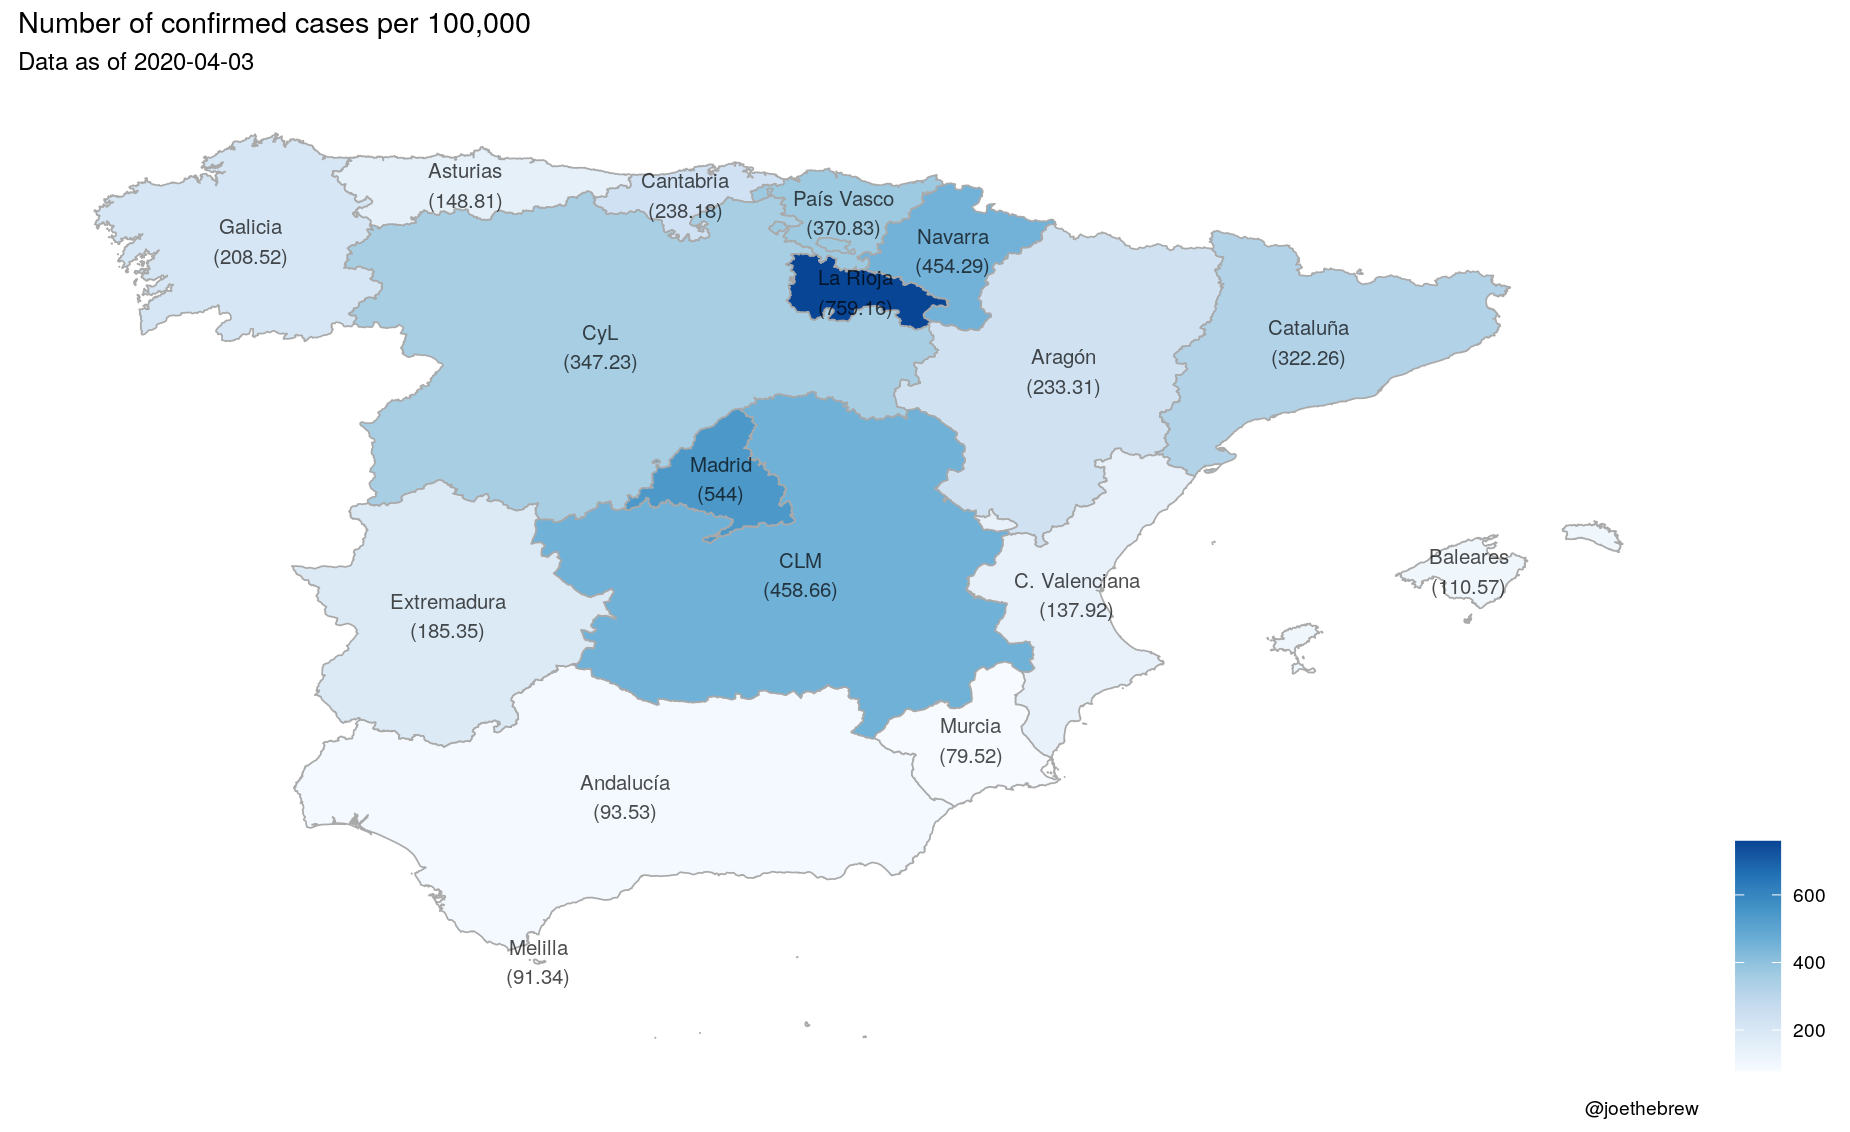 Number of confirmed cases per 100,000
Data as of 2020-04-03
Asturias
(148.81)
Cantabria
(238.18)
País Vasco
(370.83)
Galicia
(208.52)
Navarra
(454.29)
La Rioja
(759.16)
CyL
(347.23)
Aragón
(233.31)
Cataluña
(322.26)
Madrid
(544)
CLM
(458.66)
Baleares
(110.57)
C. Valenciana
(137.92)
Extremadura
(185.35)
Murcia
(79.52)
Andalucía
(93.53)
Melilla
(91.34)
600
400
200
@joethebrew